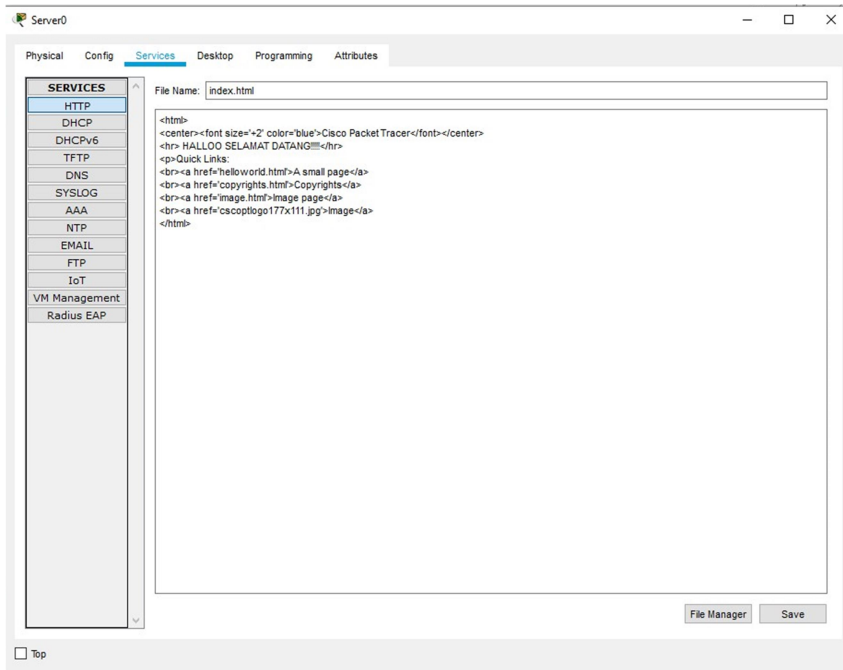 Server0
Physical Config Services Desktop Programming Attributes
SERVICES
HTTP
DHCP
DHCPv6
TFTP
DNS
SYSLOG
AAA
NTP
EMAIL
FTP
IoT
VM Management
Radius EAP
File Name: index.html
<html>
<center><font size='+2' color='blue'>Cisco Packet Tracer</font></center>
<hr> HALLOO SELAMAT DATANG!!!!</hr>
<p>Quick Links:
<br><a href='helloworld.html'>A small page</a>
<br><a href='copyrights.html'>Copyrights</a>
<br><a href='image.html'>Image page</a>
<br><a href='cscoptlogo177x111.jpg'>Image</a>
</html>
File Manager Save
Top